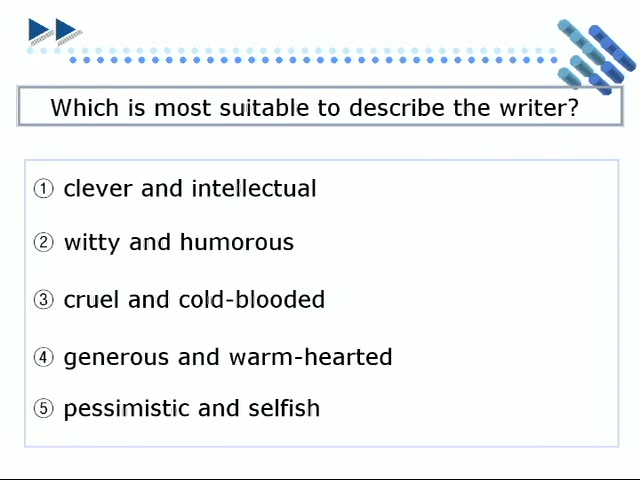 Which is most suitable to describe the writer?
① clever and intellectual
② witty and humorous
③ cruel and cold-blooded
④ generous and warm-hearted
⑤ pessimistic and selfish